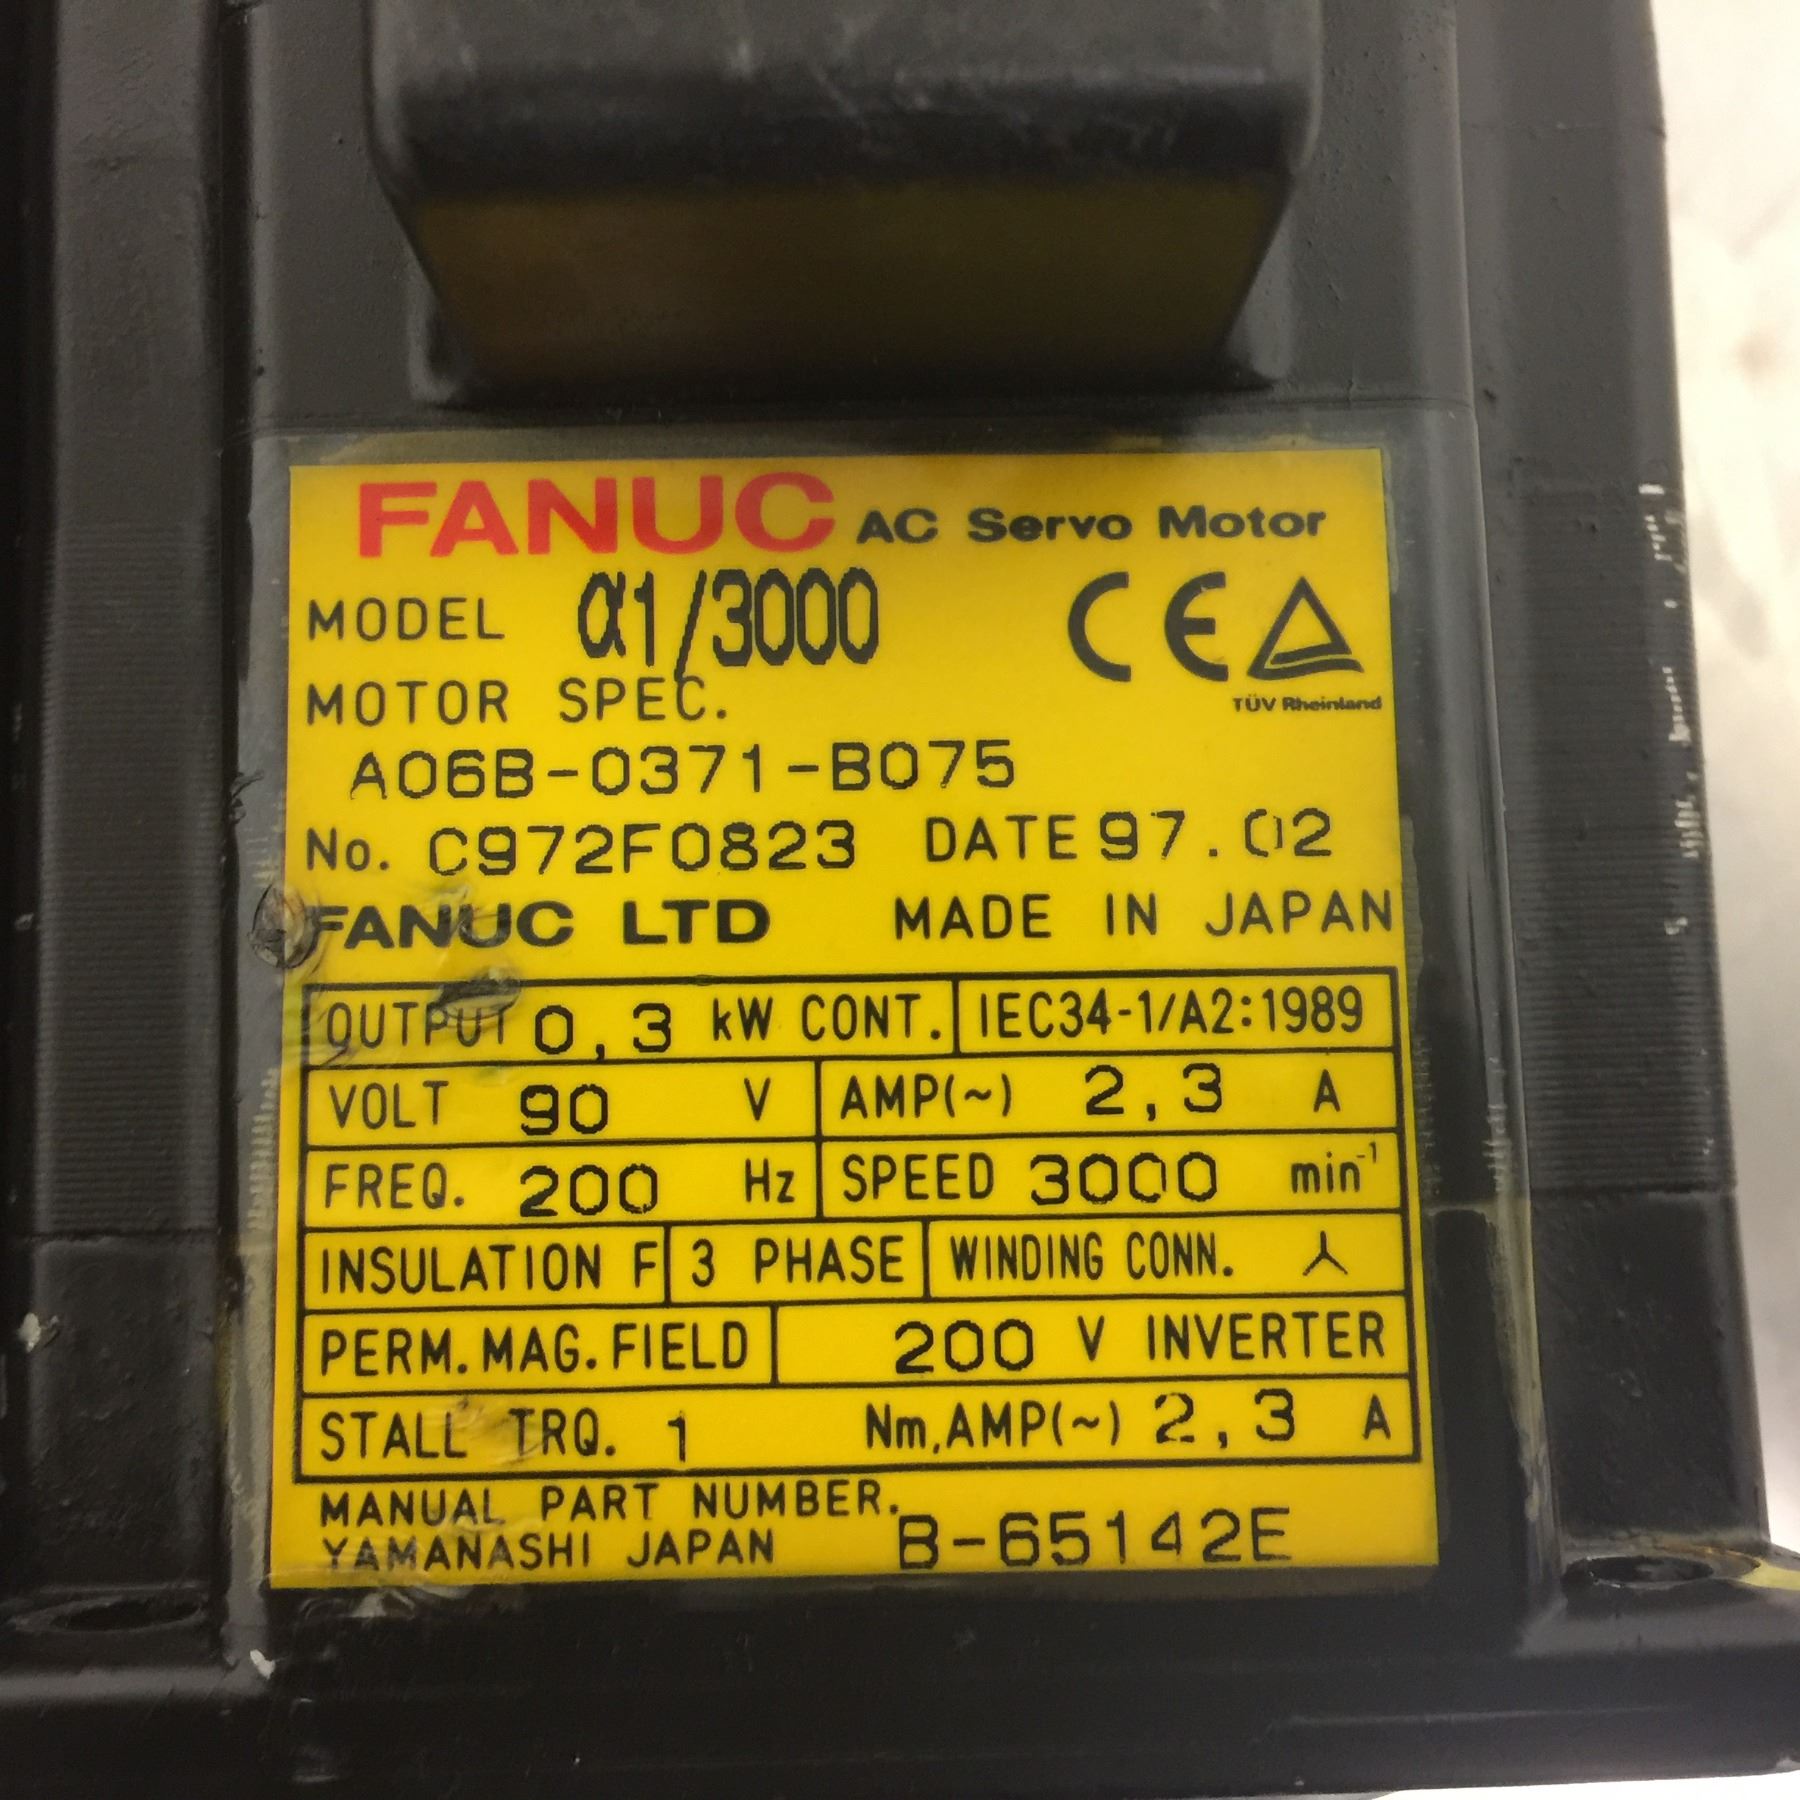 FANUC AC Servo Motor
MODEL α1/3000 CE
TÜV Rheinland
MOTOR SPEC.
A06B-0371-B075
No. C972F0823 DATE 97.02
FANUC LTD MADE IN JAPAN
OUTPUT 0,3 kW CONT. IEC34-1/A2:1989
VOLT 90 V AMP(~) 2,3 A
FREQ. 200 Hz SPEED 3000 min⁻¹
INSULATION F 3 PHASE WINDING CONN. ⅄
PERM.MAG.FIELD 200 V INVERTER
STALL TRQ. 1 Nm,AMP(~) 2,3 A
MANUAL PART NUMBER.
YAMANASHI JAPAN B-65142E